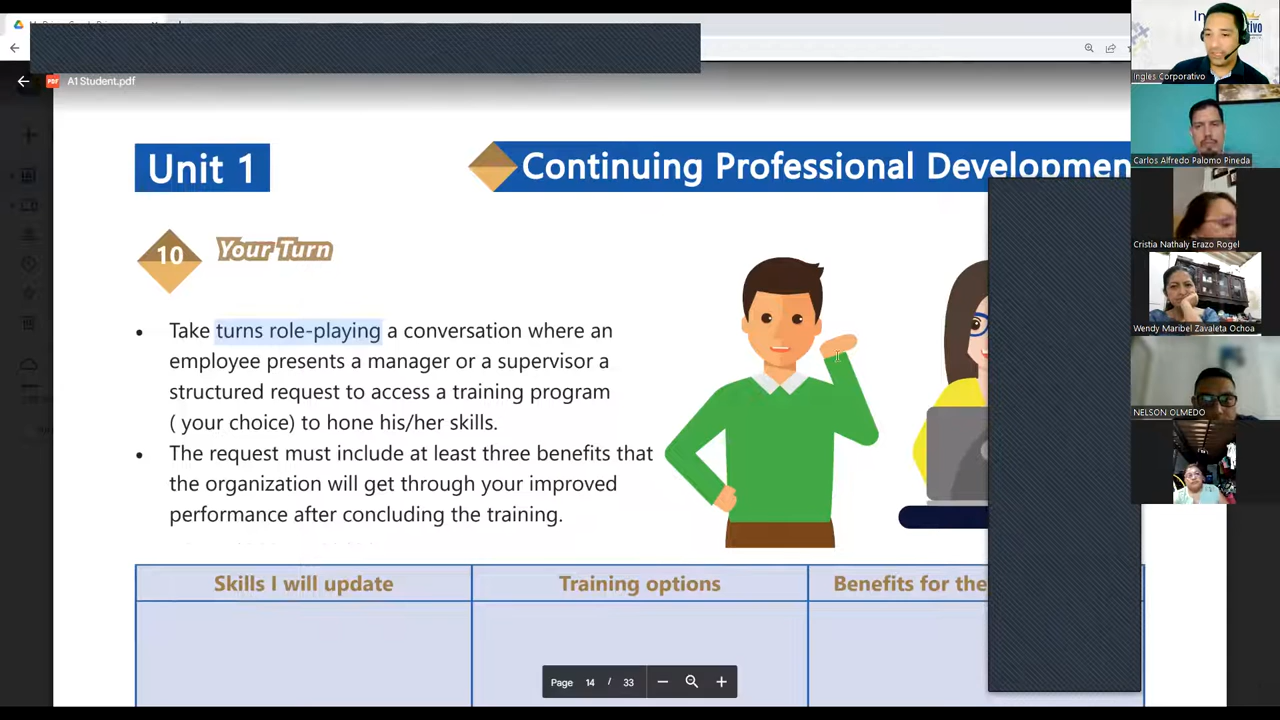 A1 Student.pdf
Unit 1
Continuing Professional Developmen
10
Your Turn
• Take turns role-playing a conversation where an
employee presents a manager or a supervisor a
structured request to access a training program
( your choice) to hone his/her skills.
• The request must include at least three benefits that
the organization will get through your improved
performance after concluding the training.
Skills I will update
Training options
Benefits for the
Page 14 / 33
Ingles Corporativo
Carlos Alfredo Palomo Pineda
Cristia Nathaly Erazo Rogel
Wendy Maribel Zavaleta Ochoa
NELSON OLMEDO